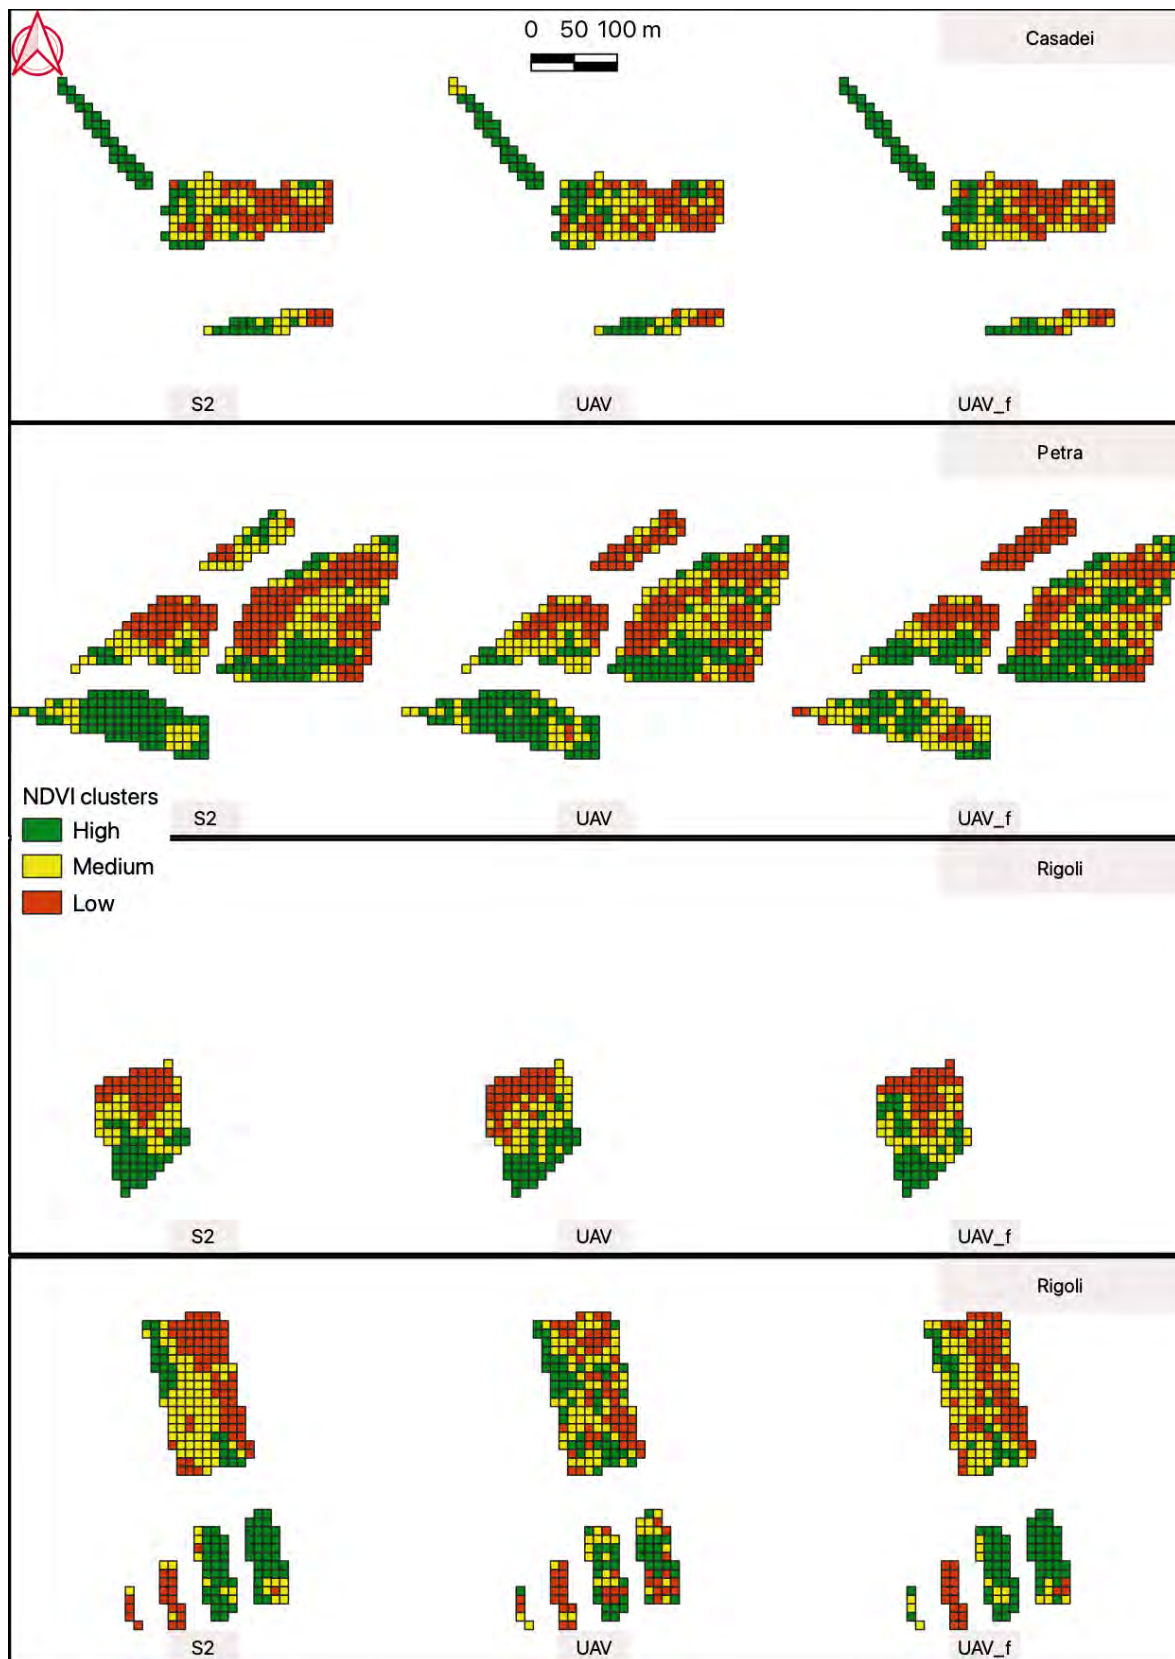 0 50 100 m
Casadei
S2 UAV UAV_f
Petra
NDVI clusters
High
Medium
Low
S2 UAV UAV_f
Rigoli
S2 UAV UAV_f
Rigoli
S2 UAV UAV_f